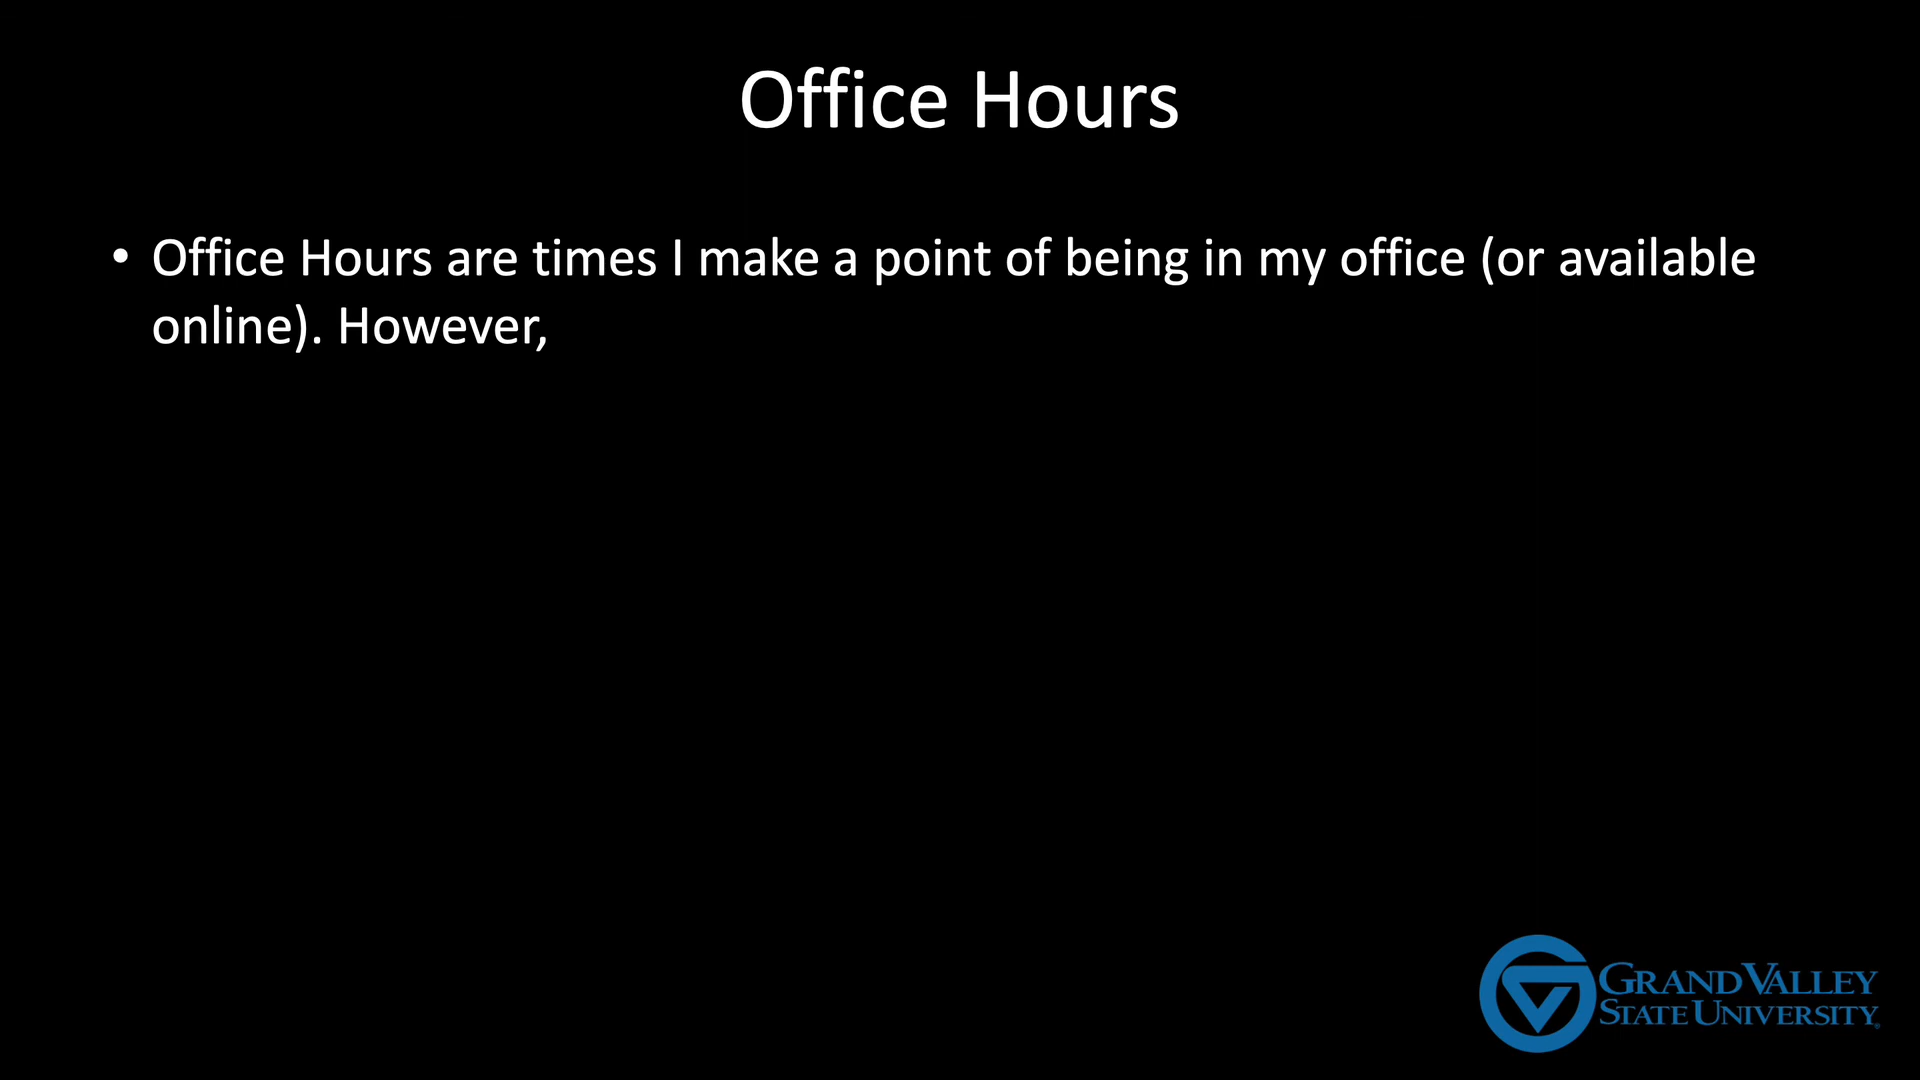 Office Hours
• Office Hours are times I make a point of being in my office (or available
online). However,
GRAND VALLEY
STATE UNIVERSITY